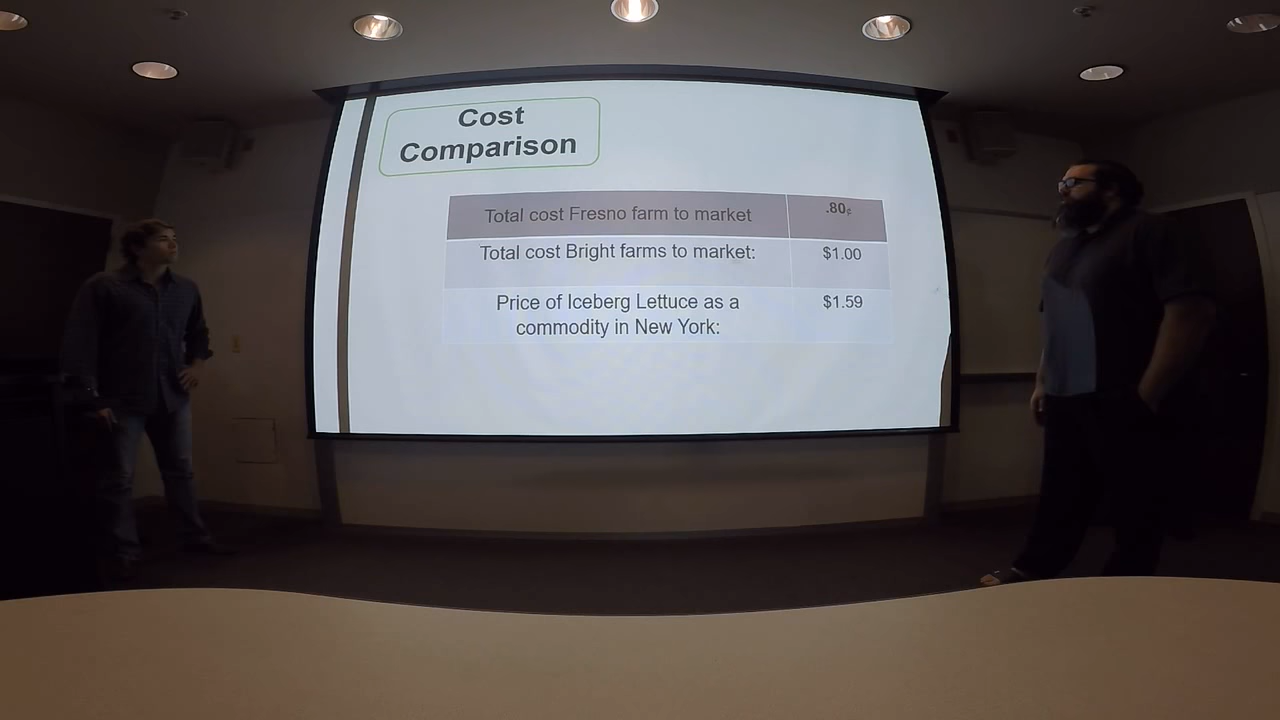 Cost
Comparison
Total cost Fresno farm to market
.80¢
Total cost Bright farms to market:
$1.00
Price of Iceberg Lettuce as a
commodity in New York:
$1.59